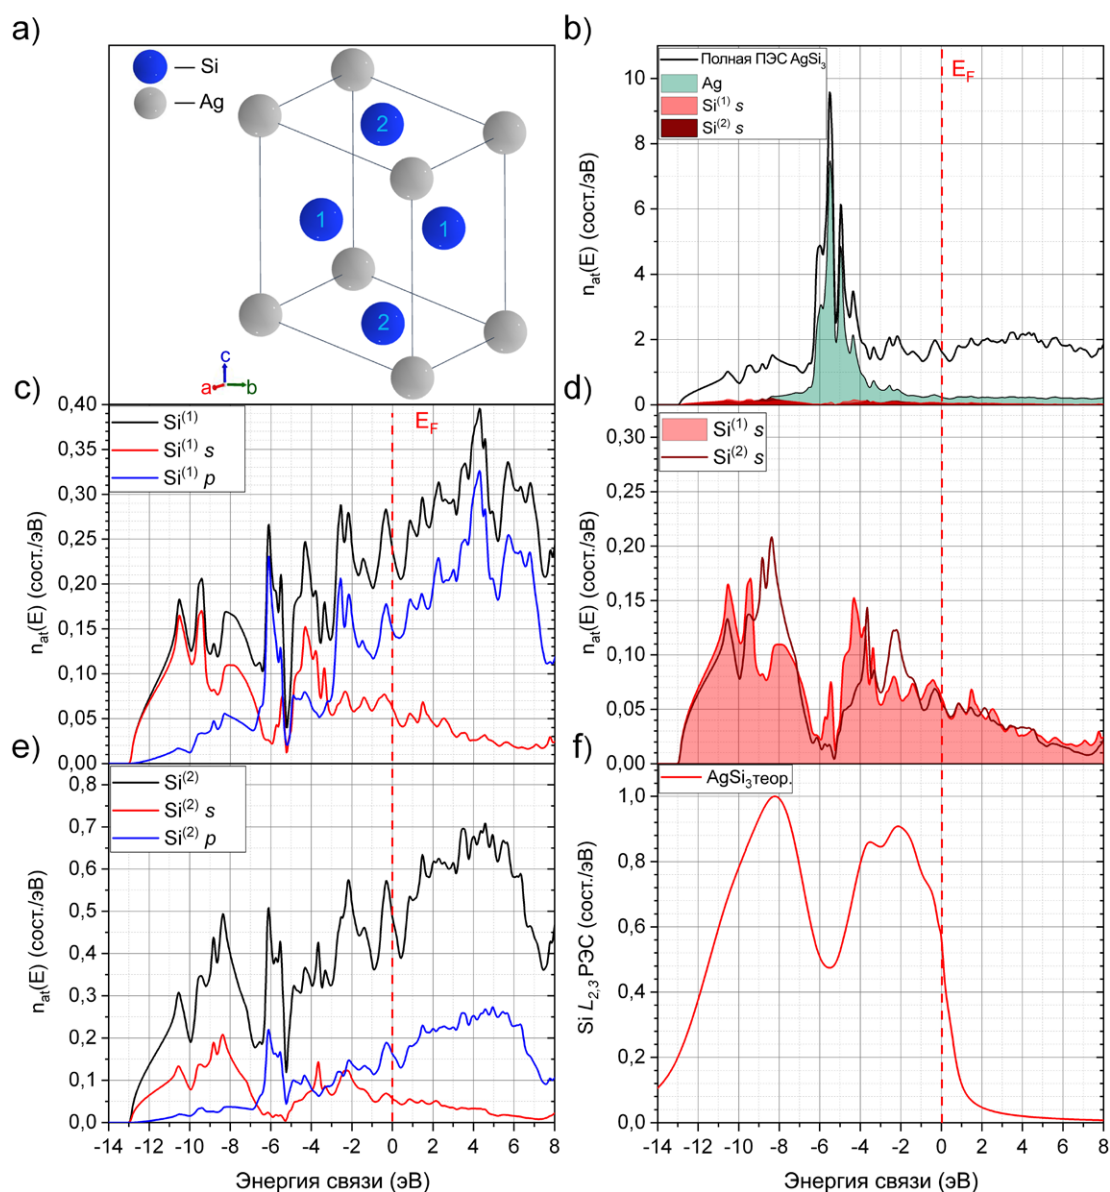 a)
— Si
— Ag
2
1
1
2
c
a
b
b)
Полная ПЭС AgSi3
Ag
Si(1) s
Si(2) s
EF
nat(E) (сост./эВ)
10
8
6
4
2
0
c)
Si(1)
Si(1) s
Si(1) p
EF
nat(E) (сост./эВ)
0,40
0,35
0,30
0,25
0,20
0,15
0,10
0,05
0,00
d)
Si(1) s
Si(2) s
nat(E) (сост./эВ)
0,30
0,25
0,20
0,15
0,10
0,05
0,00
e)
Si(2)
Si(2) s
Si(2) p
nat(E) (сост./эВ)
0,8
0,7
0,6
0,5
0,4
0,3
0,2
0,1
0,0
-14 -12 -10 -8 -6 -4 -2 0 2 4 6 8
Энергия связи (эВ)
f)
AgSi3теор.
Si L2,3 РЭС (сост./эВ)
1,0
0,8
0,6
0,4
0,2
0,0
-14 -12 -10 -8 -6 -4 -2 0 2 4 6 8
Энергия связи (эВ)